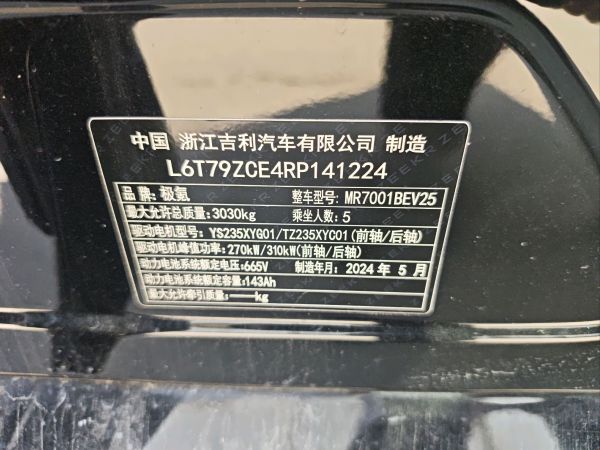 中国 浙江吉利汽车有限公司 制造
L6T79ZCE4RP141224
品牌：极氪 整车型号：MR7001BEV25
最大允许总质量：3030kg 乘坐人数：5
驱动电机型号：YS235XYG01/TZ235XYC01(前轴/后轴)
驱动电机峰值功率：270kW/310kW(前轴/后轴)
动力电池系统额定电压：665V 制造年月：2024 年 5 月
动力电池系统额定容量：143Ah
最大允许牵引质量：——kg
ZEEKR